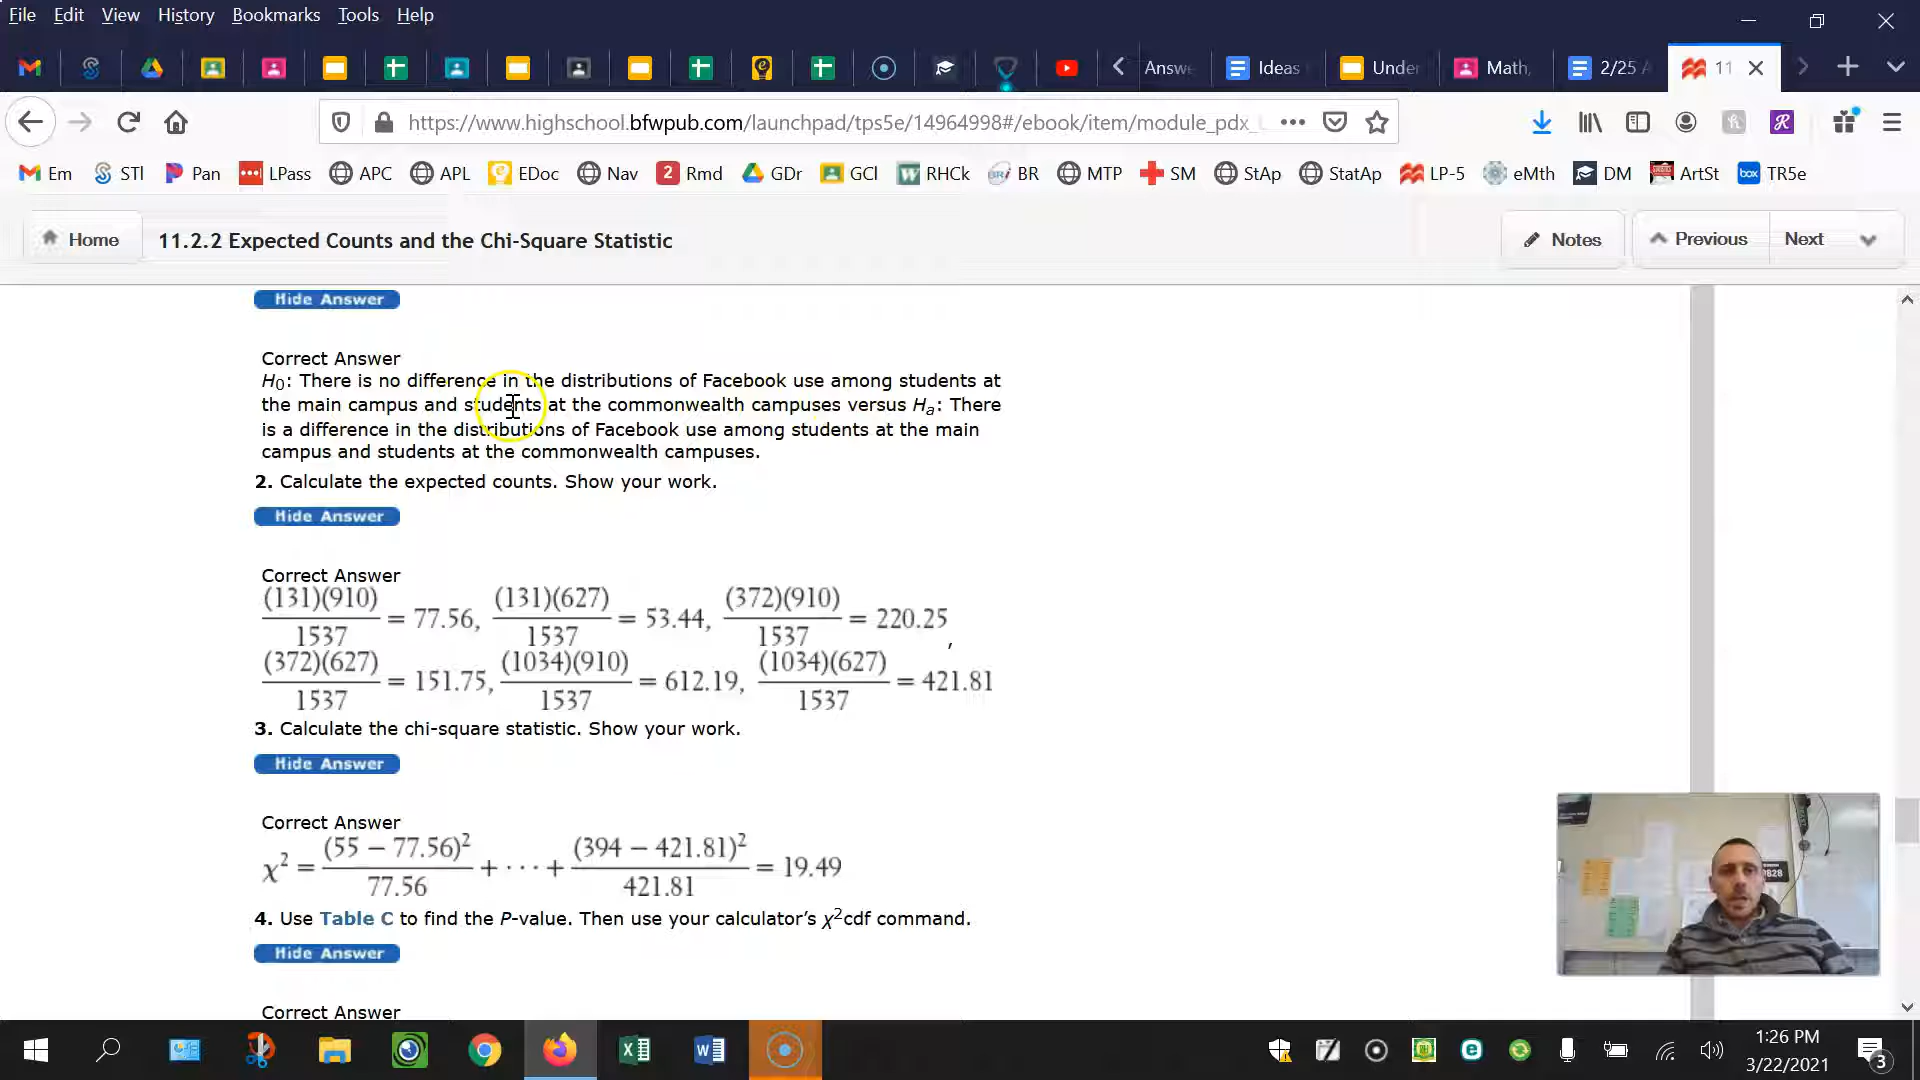 File Edit View History Bookmarks Tools Help
Answ Ideas Under Math, 2/25 A 11
https://www.highschool.bfwpub.com/launchpad/tps5e/14964998#/ebook/item/module_pdx_
Em STl Pan LPass APC APL EDoc Nav 2 Rmd GDr GCl RHCk BR MTP SM StAp StatAp LP-5 eMth DM ArtSt box TR5e
Home 11.2.2 Expected Counts and the Chi-Square Statistic Notes Previous Next
Hide Answer
Correct Answer
H0: There is no difference in the distributions of Facebook use among students at
the main campus and students at the commonwealth campuses versus Ha: There
is a difference in the distributions of Facebook use among students at the main
campus and students at the commonwealth campuses.
2. Calculate the expected counts. Show your work.
Hide Answer
Correct Answer
(131)(910)/1537 = 77.56, (131)(627)/1537 = 53.44, (372)(910)/1537 = 220.25,
(372)(627)/1537 = 151.75, (1034)(910)/1537 = 612.19, (1034)(627)/1537 = 421.81
3. Calculate the chi-square statistic. Show your work.
Hide Answer
Correct Answer
χ² = (55 − 77.56)²/77.56 + ··· + (394 − 421.81)²/421.81 = 19.49
4. Use Table C to find the P-value. Then use your calculator’s χ²cdf command.
Hide Answer
Correct Answer
1:26 PM
3/22/2021
3